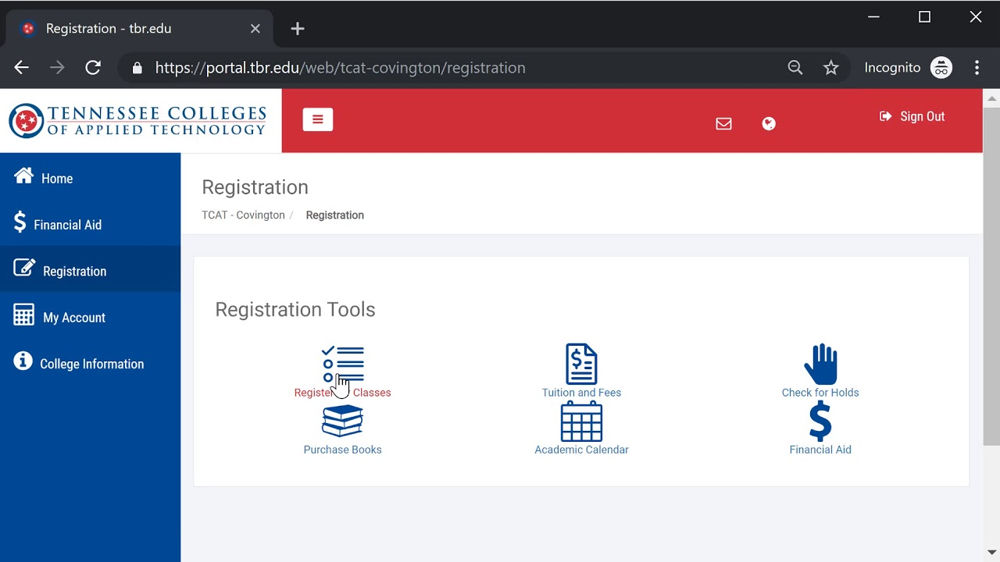 Registration - tbr.edu
https://portal.tbr.edu/web/tcat-covington/registration
Incognito
TENNESSEE COLLEGES
OF APPLIED TECHNOLOGY
Sign Out
Home
Financial Aid
Registration
My Account
College Information
Registration
TCAT - Covington / Registration
Registration Tools
Register Classes
Tuition and Fees
Check for Holds
Purchase Books
Academic Calendar
Financial Aid